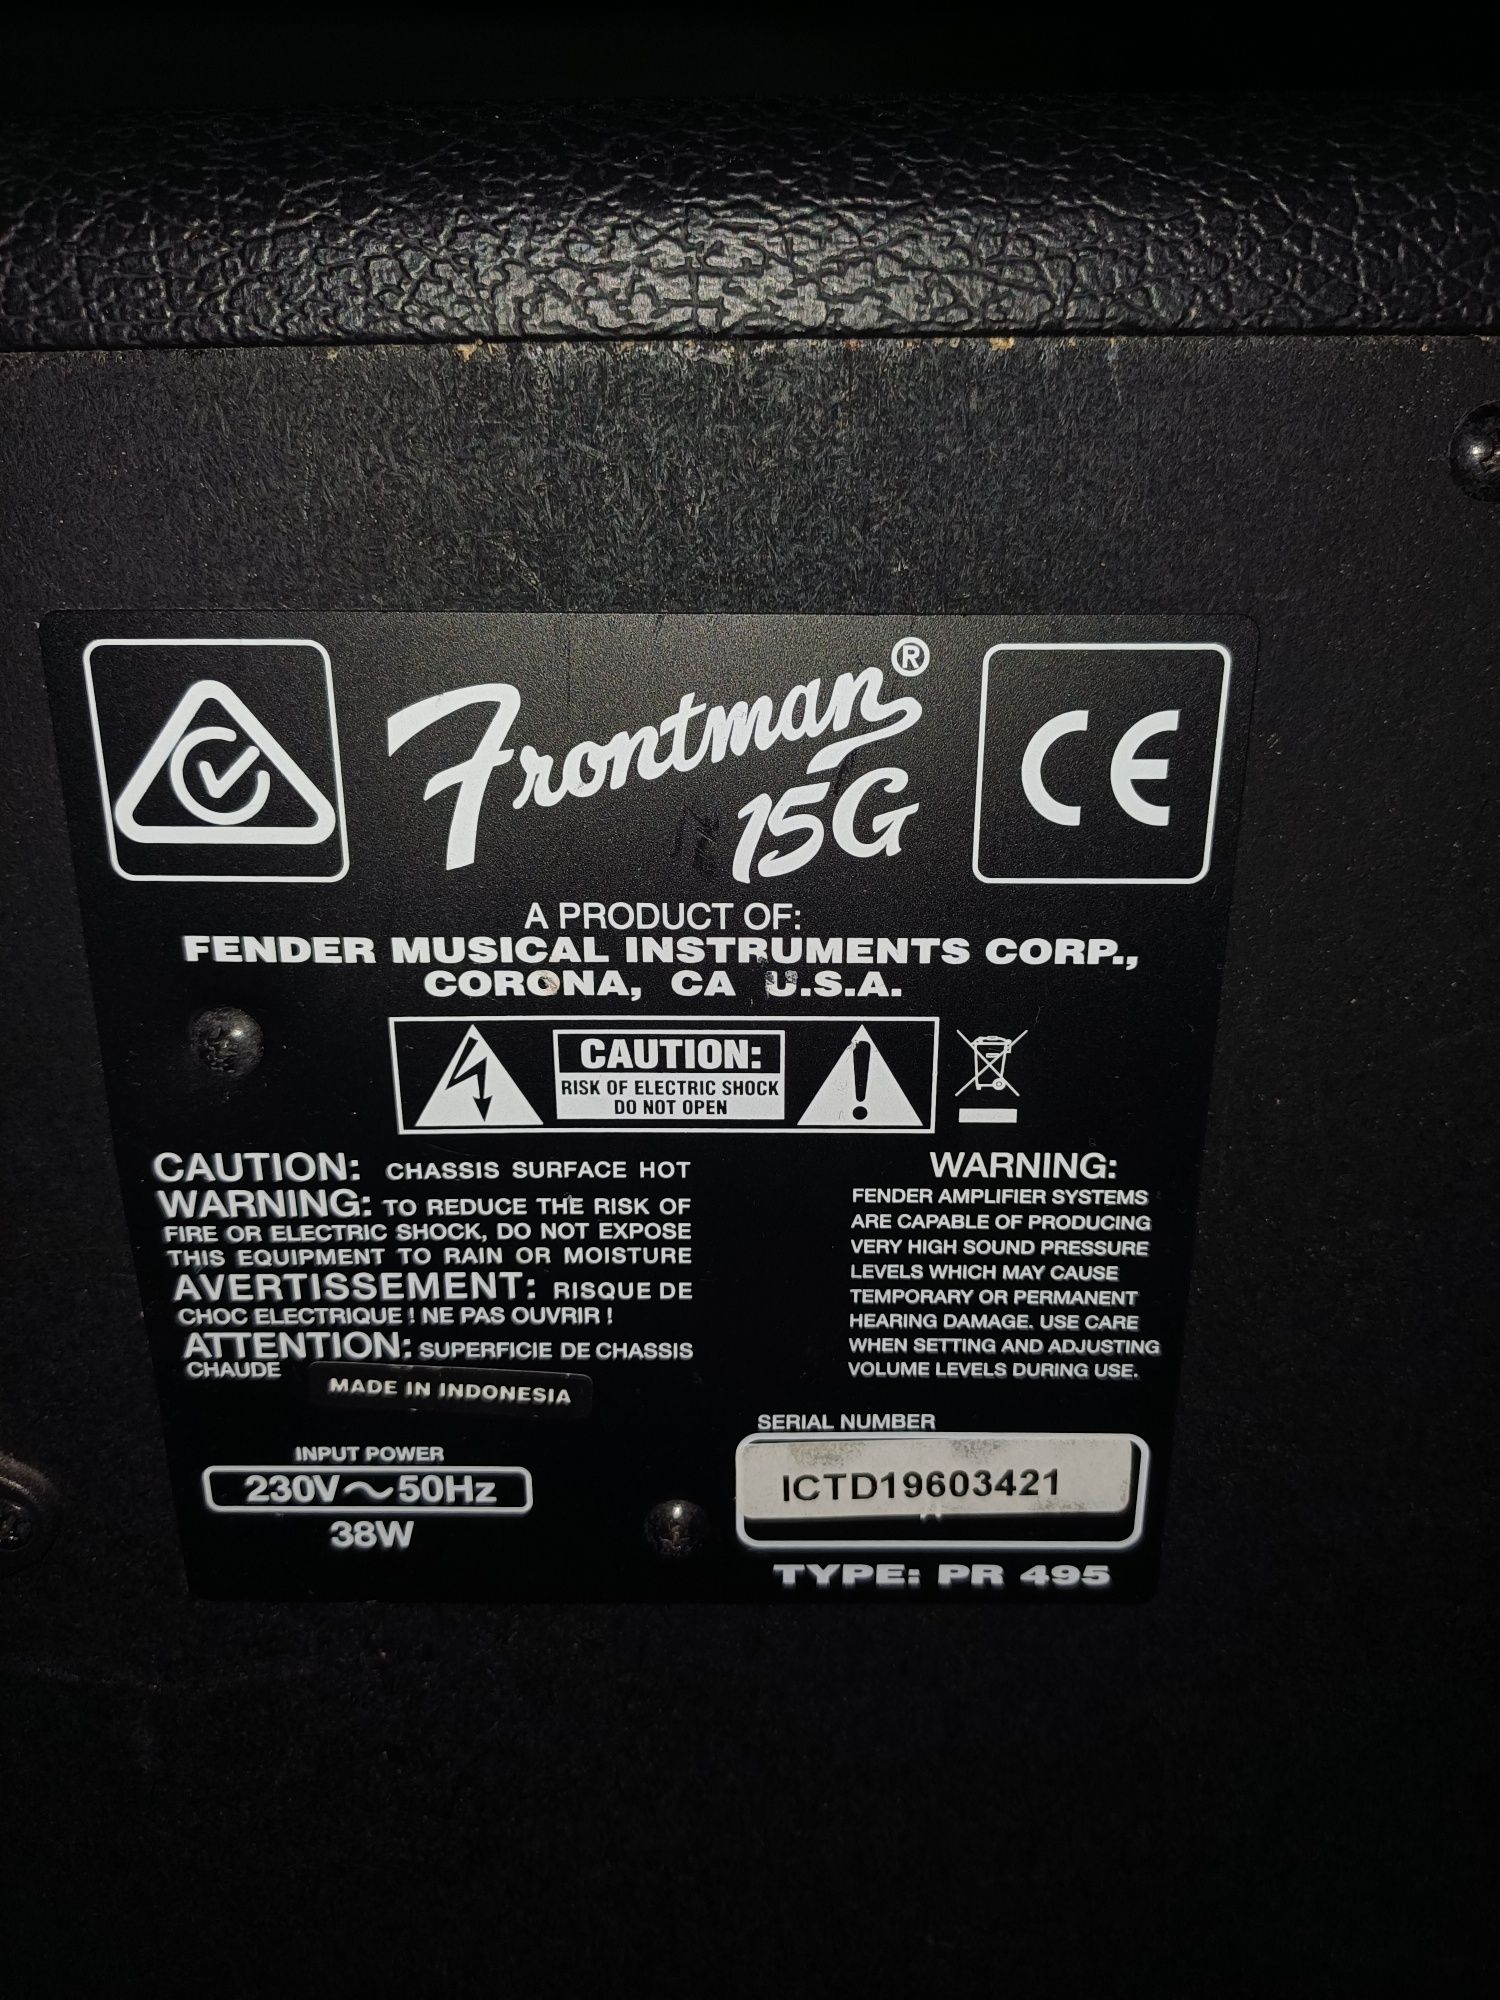 Frontman®
15G
CE
A PRODUCT OF:
FENDER MUSICAL INSTRUMENTS CORP.,
CORONA, CA U.S.A.
CAUTION:
RISK OF ELECTRIC SHOCK
DO NOT OPEN
CAUTION: CHASSIS SURFACE HOT
WARNING: TO REDUCE THE RISK OF
FIRE OR ELECTRIC SHOCK, DO NOT EXPOSE
THIS EQUIPMENT TO RAIN OR MOISTURE
AVERTISSEMENT: RISQUE DE
CHOC ELECTRIQUE ! NE PAS OUVRIR !
ATTENTION: SUPERFICIE DE CHASSIS
CHAUDE
MADE IN INDONESIA
INPUT POWER
230V～50Hz
38W
WARNING:
FENDER AMPLIFIER SYSTEMS
ARE CAPABLE OF PRODUCING
VERY HIGH SOUND PRESSURE
LEVELS WHICH MAY CAUSE
TEMPORARY OR PERMANENT
HEARING DAMAGE. USE CARE
WHEN SETTING AND ADJUSTING
VOLUME LEVELS DURING USE.
SERIAL NUMBER
ICTD19603421
TYPE: PR 495